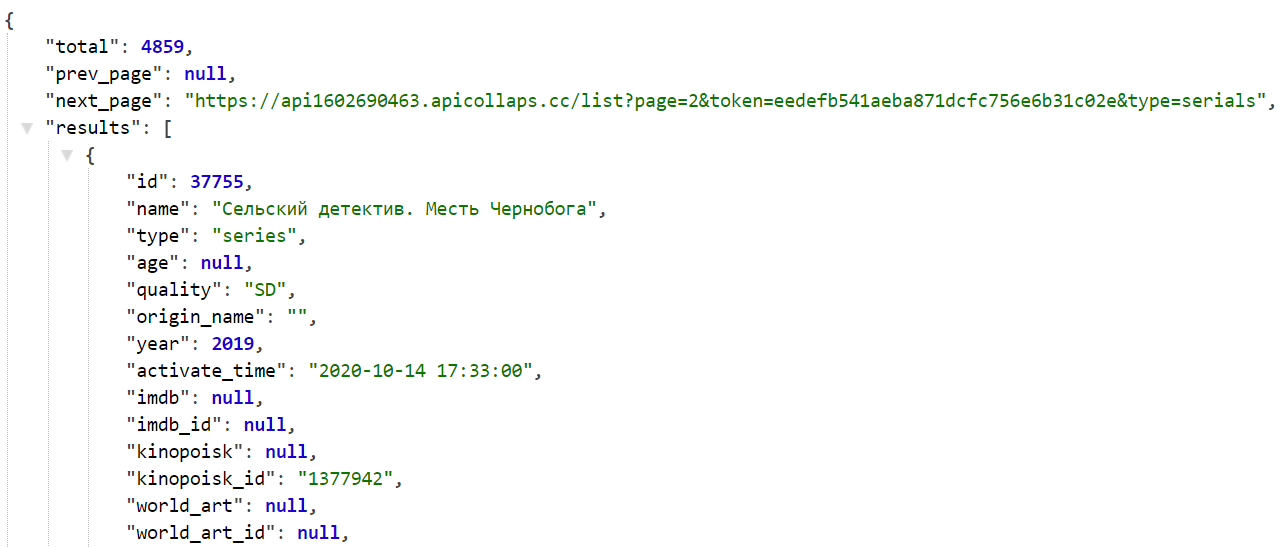 {
"total": 4859,
"prev_page": null,
"next_page": "https://api1602690463.apicollaps.cc/list?page=2&token=eedefb541aeba871dcfc756e6b31c02e&type=serials",
"results": [
{
"id": 37755,
"name": "Сельский детектив. Месть Чернобога",
"type": "series",
"age": null,
"quality": "SD",
"origin_name": "",
"year": 2019,
"activate_time": "2020-10-14 17:33:00",
"imdb": null,
"imdb_id": null,
"kinopoisk": null,
"kinopoisk_id": "1377942",
"world_art": null,
"world_art_id": null,